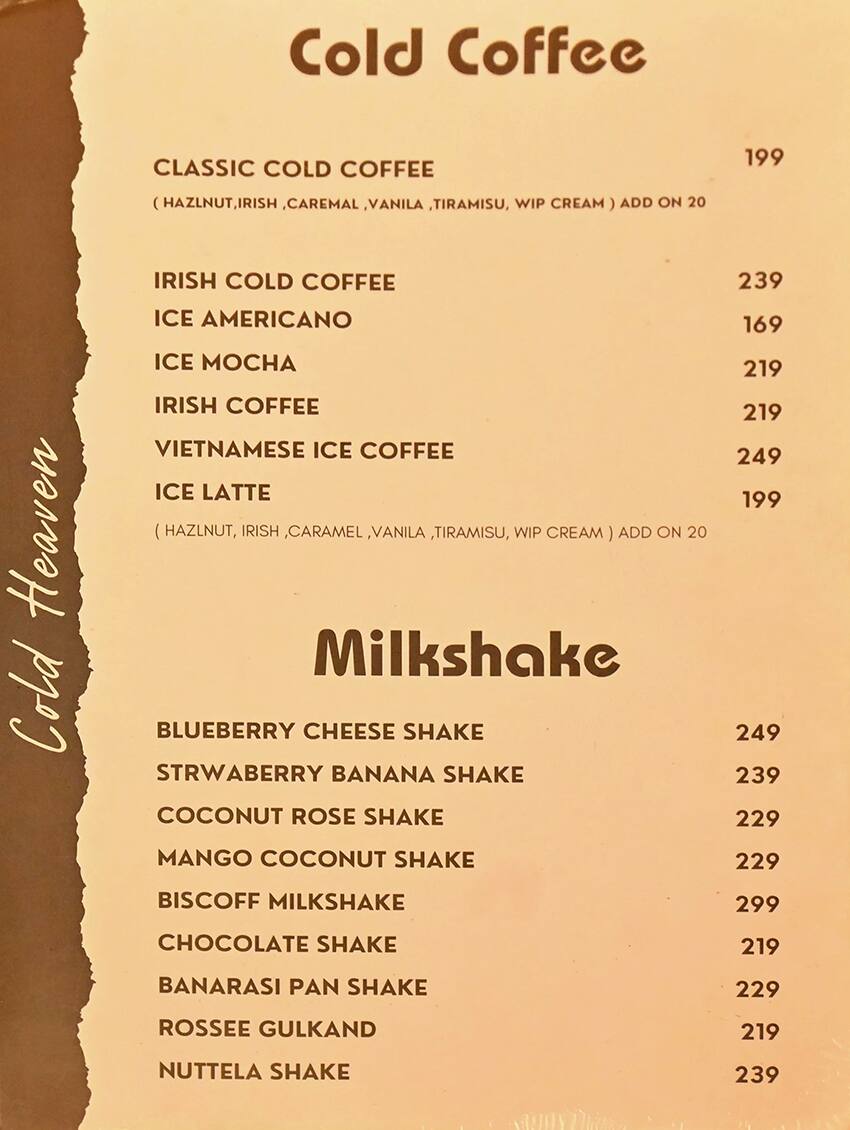 Cold Coffee
CLASSIC COLD COFFEE 199
( HAZLNUT,IRISH ,CAREMAL ,VANILA ,TIRAMISU, WIP CREAM ) ADD ON 20
IRISH COLD COFFEE 239
ICE AMERICANO 169
ICE MOCHA 219
IRISH COFFEE 219
VIETNAMESE ICE COFFEE 249
ICE LATTE 199
( HAZLNUT, IRISH ,CARAMEL ,VANILA ,TIRAMISU, WIP CREAM ) ADD ON 20
Cold Heaven
Milkshake
BLUEBERRY CHEESE SHAKE 249
STRWABERRY BANANA SHAKE 239
COCONUT ROSE SHAKE 229
MANGO COCONUT SHAKE 229
BISCOFF MILKSHAKE 299
CHOCOLATE SHAKE 219
BANARASI PAN SHAKE 229
ROSSEE GULKAND 219
NUTTELA SHAKE 239